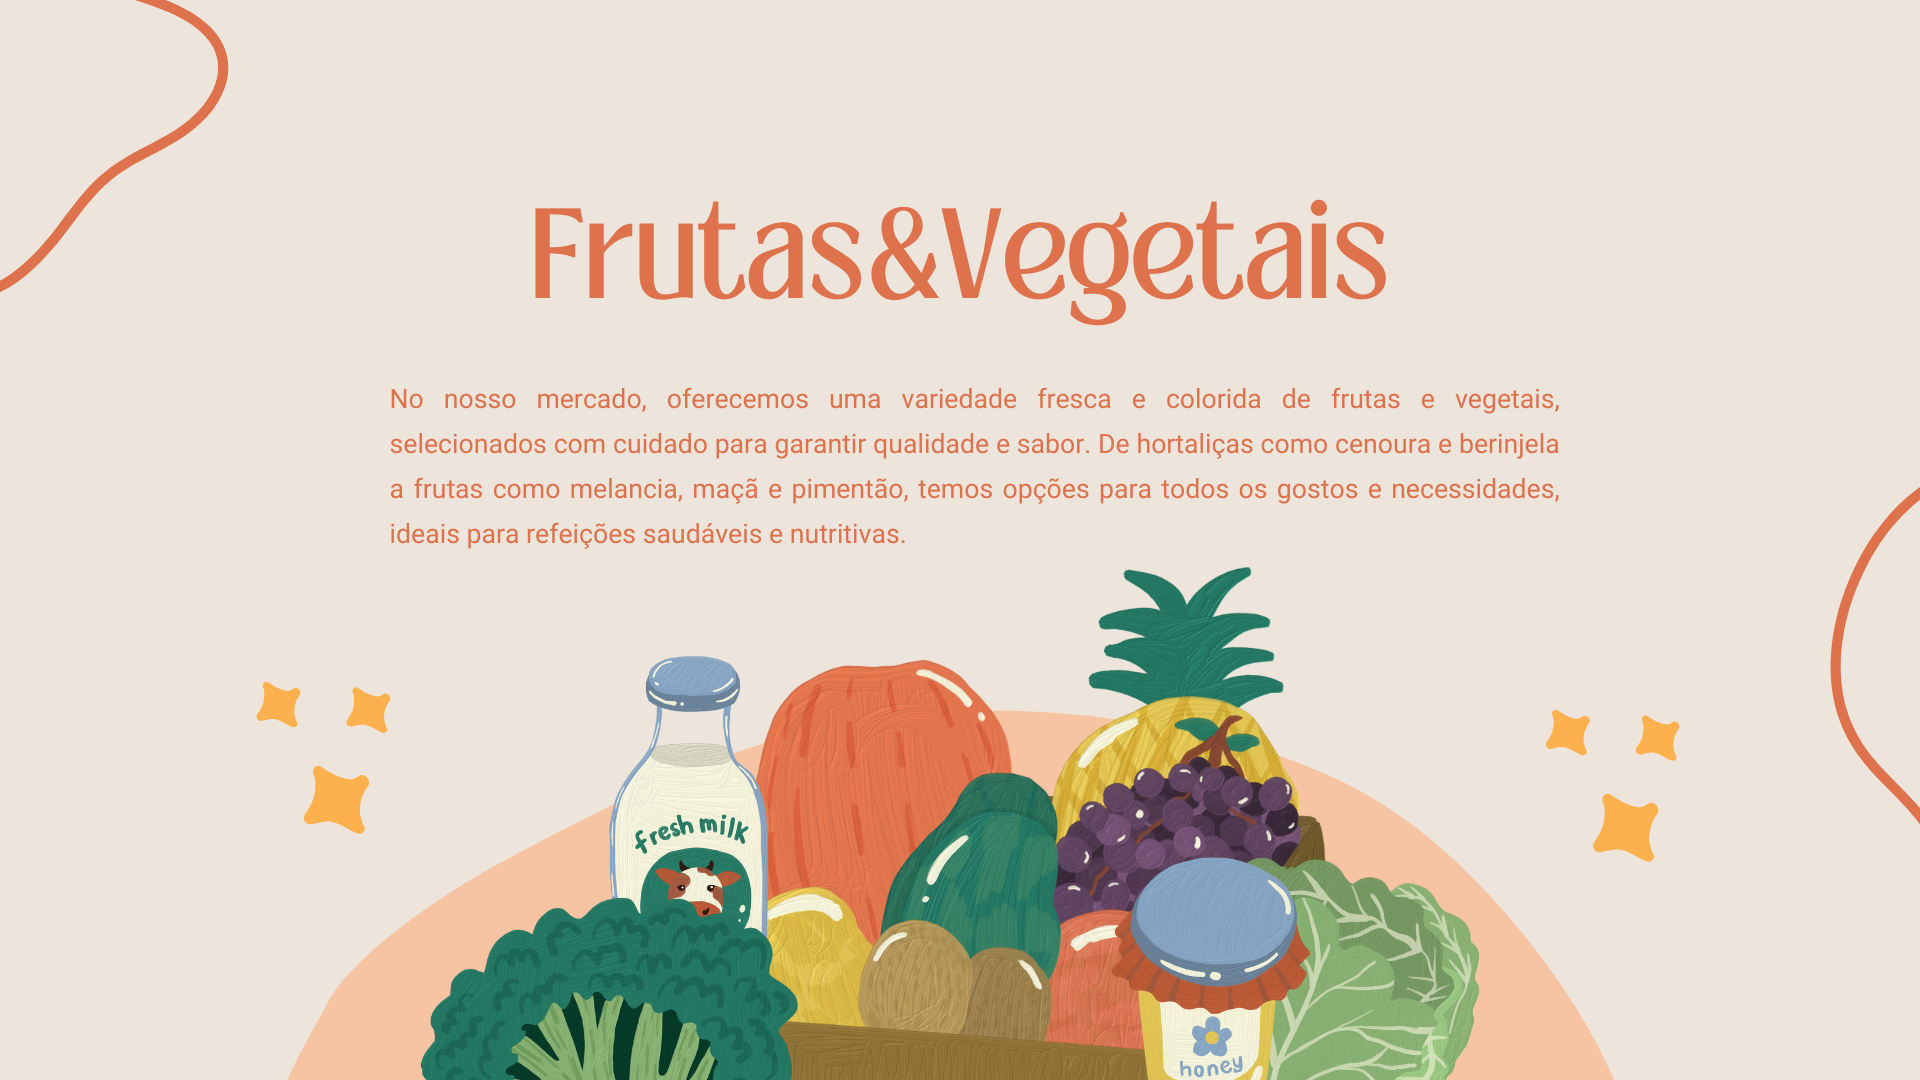 Frutas&Vegetais
No nosso mercado, oferecemos uma variedade fresca e colorida de frutas e vegetais,
selecionados com cuidado para garantir qualidade e sabor. De hortaliças como cenoura e berinjela
a frutas como melancia, maçã e pimentão, temos opções para todos os gostos e necessidades,
ideais para refeições saudáveis e nutritivas.
fresh milk
honey